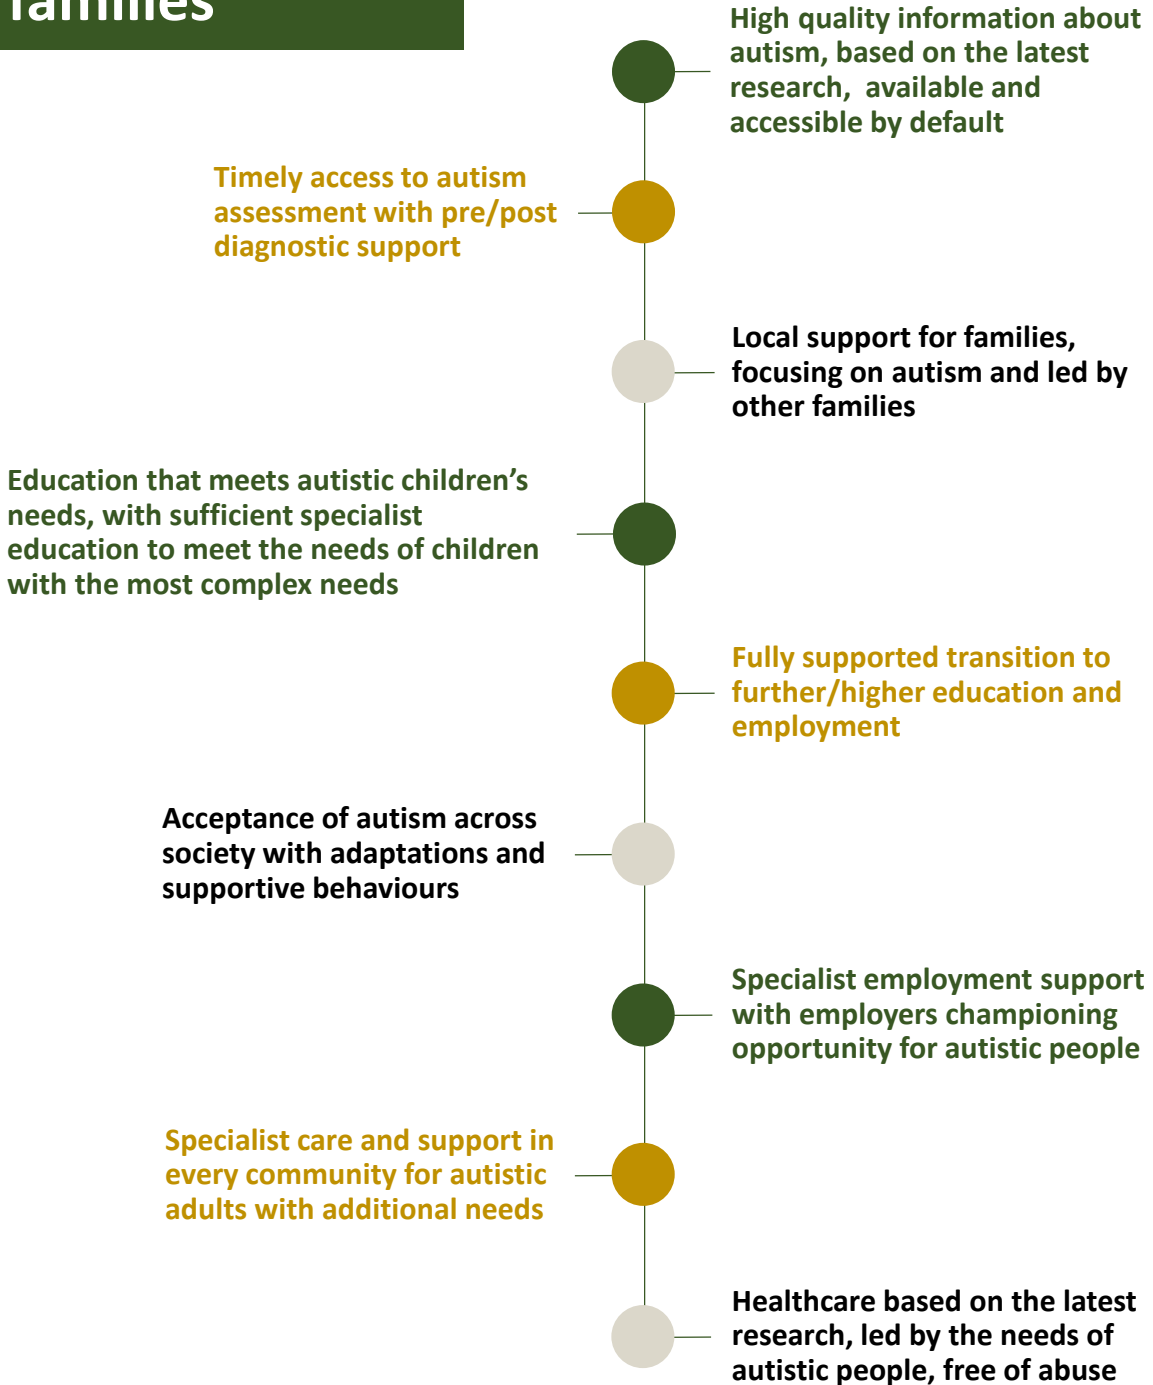 families
High quality information about
autism, based on the latest
research, available and
accessible by default
Timely access to autism
assessment with pre/post
diagnostic support
Local support for families,
focusing on autism and led by
other families
Education that meets autistic children’s
needs, with sufficient specialist
education to meet the needs of children
with the most complex needs
Fully supported transition to
further/higher education and
employment
Acceptance of autism across
society with adaptations and
supportive behaviours
Specialist employment support
with employers championing
opportunity for autistic people
Specialist care and support in
every community for autistic
adults with additional needs
Healthcare based on the latest
research, led by the needs of
autistic people, free of abuse